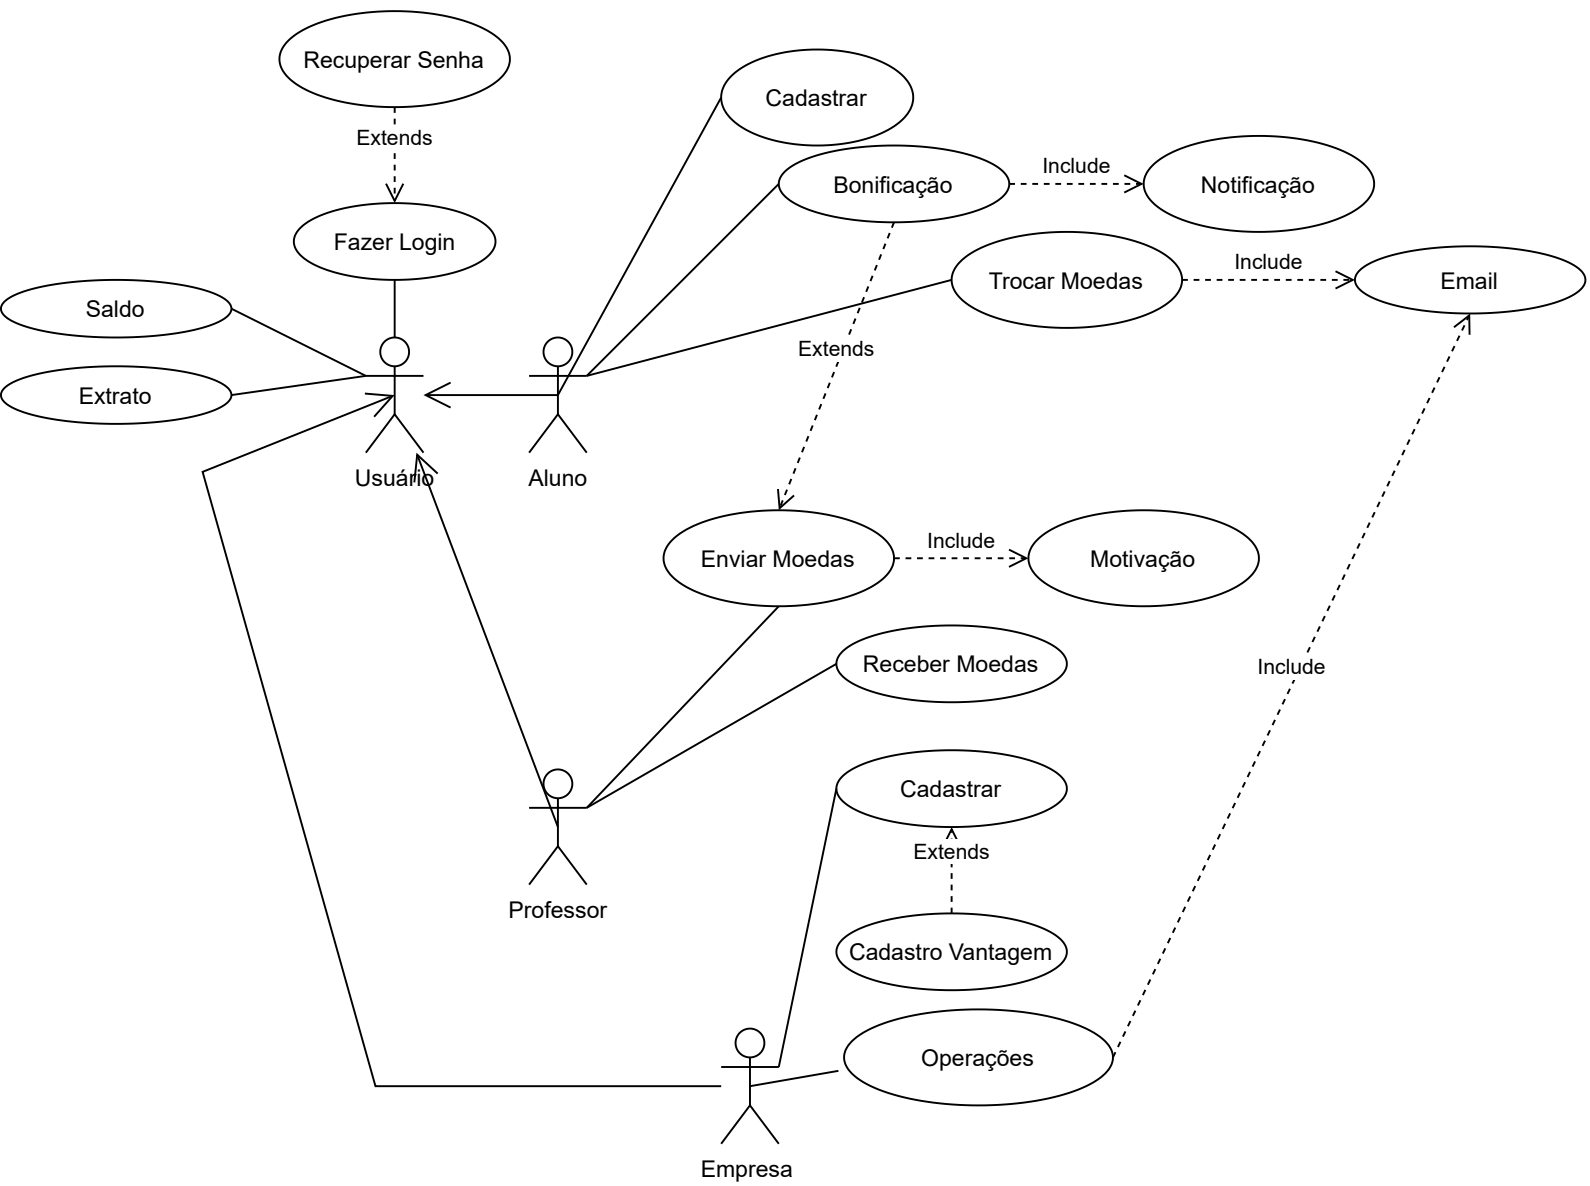 Recuperar Senha
Extends
Fazer Login
Saldo
Extrato
Usuário
Aluno
Cadastrar
Bonificação
Include
Notificação
Trocar Moedas
Include
Email
Extends
Enviar Moedas
Include
Motivação
Receber Moedas
Include
Professor
Cadastrar
Extends
Cadastro Vantagem
Operações
Empresa